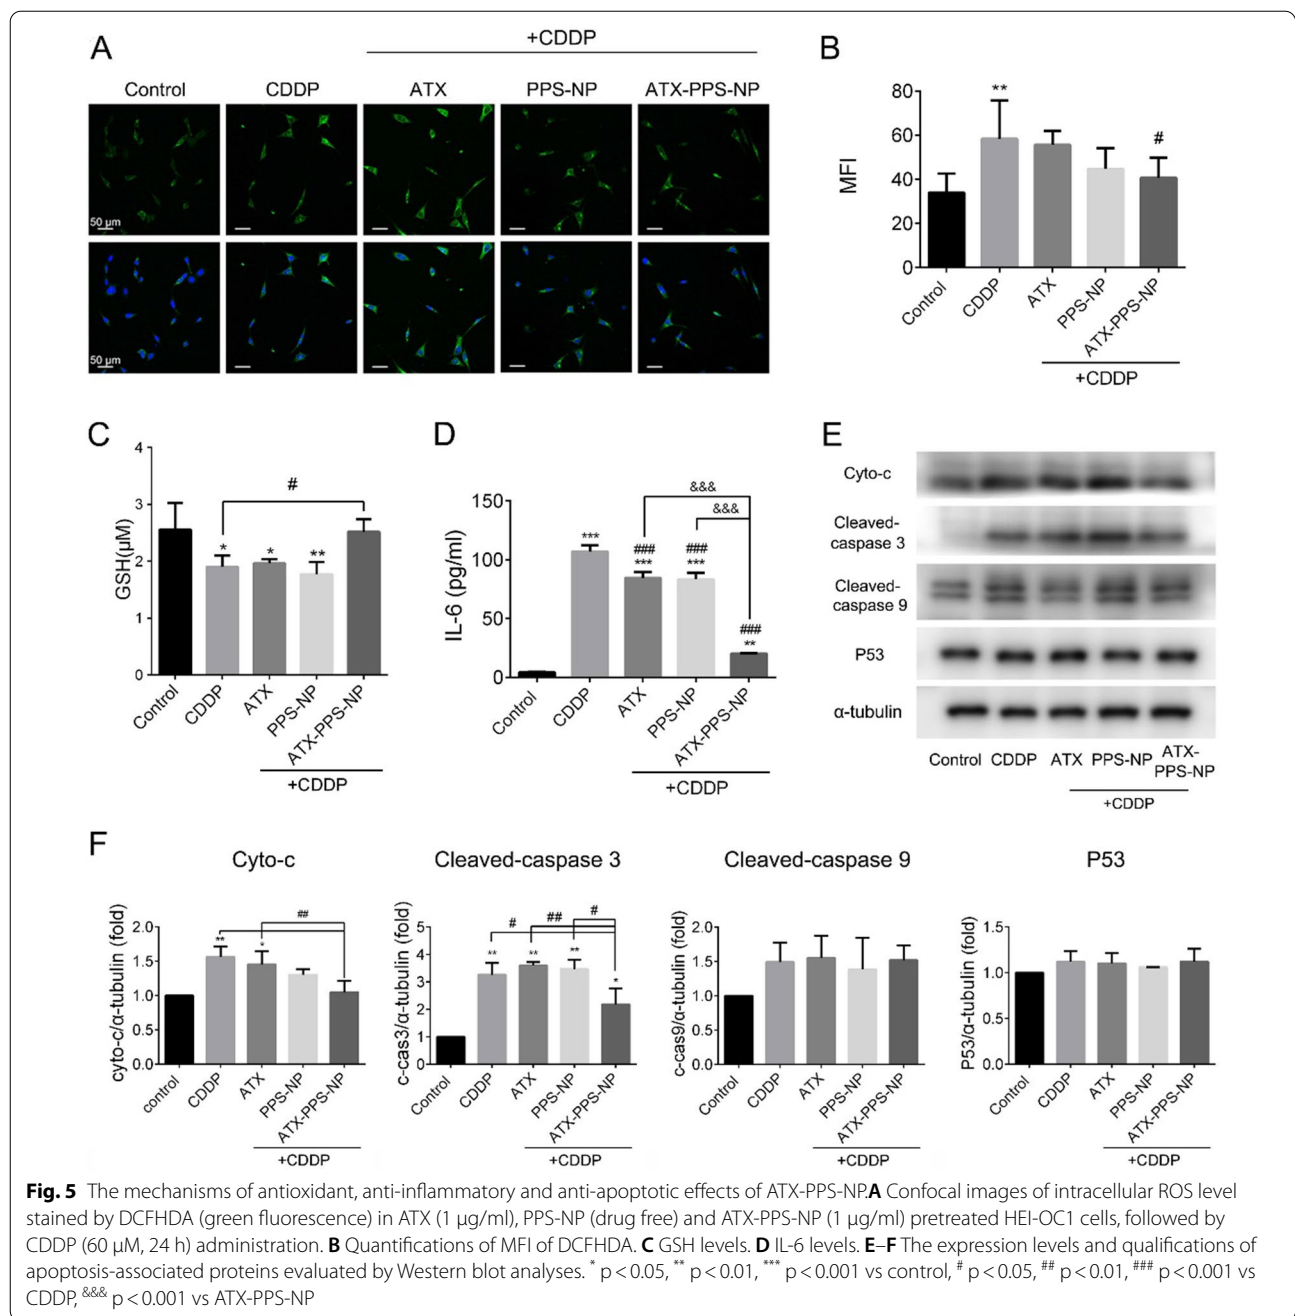 A
+CDDP
Control CDDP ATX PPS-NP ATX-PPS-NP
50 µm
50 µm
B
MFI
80
60
40
20
0
**
#
Control CDDP ATX PPS-NP ATX-PPS-NP
+CDDP
C
GSH(µM)
4
3
2
1
0
#
* * **
Control CDDP ATX PPS-NP ATX-PPS-NP
+CDDP
D
IL-6 (pg/ml)
150
100
50
0
&&&
&&&
***
### ###
*** ***
###
**
Control CDDP ATX PPS-NP ATX-PPS-NP
+CDDP
E
Cyto-c
Cleaved-
caspase 3
Cleaved-
caspase 9
P53
α-tubulin
Control CDDP ATX PPS-NP ATX-
PPS-NP
+CDDP
F
Cyto-c
cyto-c/α-tubulin (fold)
2.0
1.5
1.0
0.5
0.0
##
** *
control CDDP ATX PPS-NP ATX-PPS-NP
+CDDP
Cleaved-caspase 3
c-cas3/α-tubulin (fold)
5
4
3
2
1
0
# ## #
** ** ** *
Control CDDP ATX PPS-NP ATX-PPS-NP
+CDDP
Cleaved-caspase 9
c-cas9/α-tubulin (fold)
2.0
1.5
1.0
0.5
0.0
Control CDDP ATX PPS-NP ATX-PPS-NP
+CDDP
P53
P53/α-tubulin (fold)
1.5
1.0
0.5
0.0
Control CDDP ATX PPS-NP ATX-PPS-NP
+CDDP
Fig. 5 The mechanisms of antioxidant, anti-inflammatory and anti-apoptotic effects of ATX-PPS-NP.A Confocal images of intracellular ROS level
stained by DCFHDA (green fluorescence) in ATX (1 µg/ml), PPS-NP (drug free) and ATX-PPS-NP (1 µg/ml) pretreated HEI-OC1 cells, followed by
CDDP (60 µM, 24 h) administration. B Quantifications of MFI of DCFHDA. C GSH levels. D IL-6 levels. E–F The expression levels and qualifications of
apoptosis-associated proteins evaluated by Western blot analyses. * p < 0.05, ** p < 0.01, *** p < 0.001 vs control, # p < 0.05, ## p < 0.01, ### p < 0.001 vs
CDDP, &&& p < 0.001 vs ATX-PPS-NP